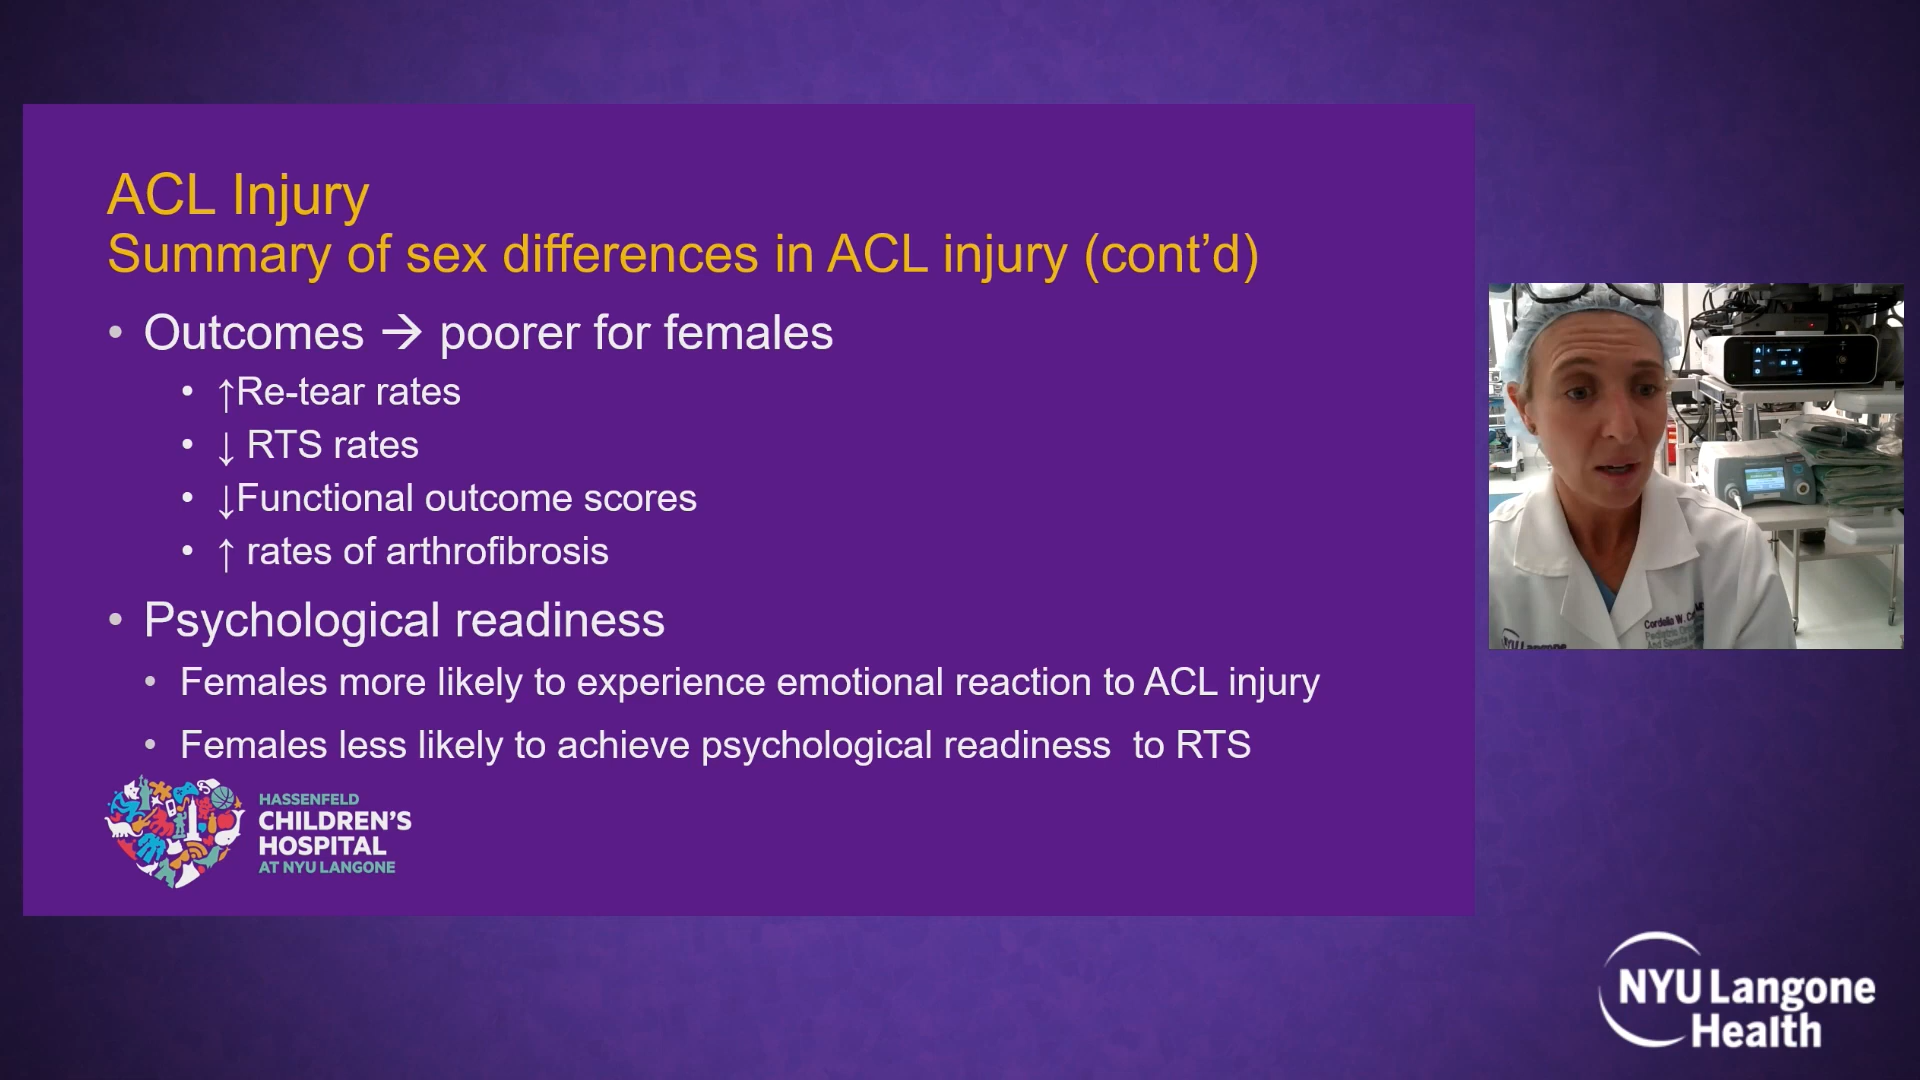 ACL Injury
Summary of sex differences in ACL injury (cont’d)
• Outcomes → poorer for females
• ↑Re-tear rates
• ↓ RTS rates
• ↓Functional outcome scores
• ↑ rates of arthrofibrosis
• Psychological readiness
• Females more likely to experience emotional reaction to ACL injury
• Females less likely to achieve psychological readiness to RTS
HASSENFELD
CHILDREN'S
HOSPITAL
AT NYU LANGONE
Cordelia W.
NYU Langone
Health